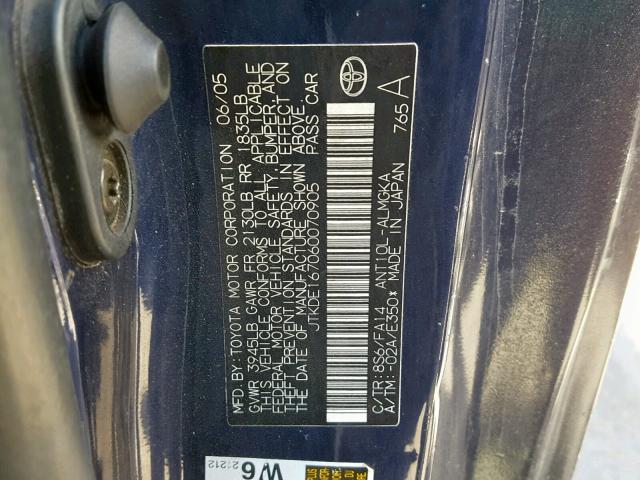 MFD.BY:TOYOTA MOTOR CORPORATION 06/05
GVWR 3945LB GAWR FR 2130LB RR 1835LB
THIS VEHICLE CONFORMS TO ALL APPLICABLE
FEDERAL MOTOR VEHICLE SAFETY, BUMPER, AND
THEFT PREVENTION STANDARDS IN EFFECT ON
THE DATE OF MANUFACTURE SHOWN ABOVE.
JTKDE167060070905 PASS CAR
C/TR:8S6/FA14 ANT10L-ALMGKA
A/TM:-02A/E350* MADE IN JAPAN
765 A
W6
21212